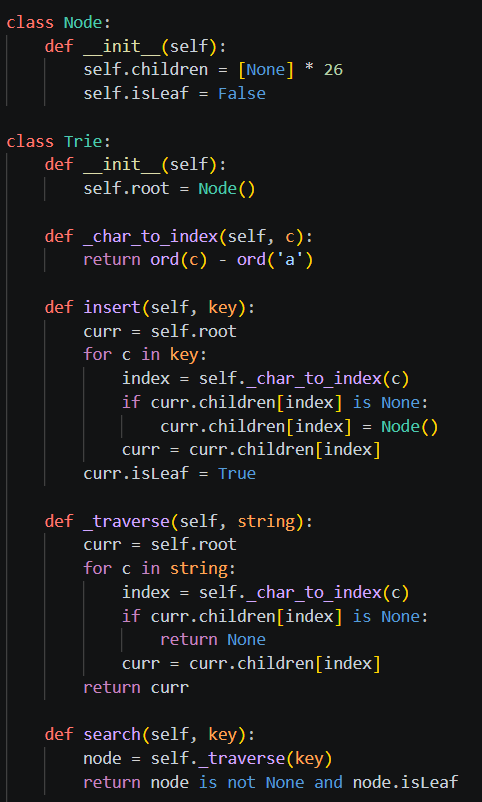 class Node:
    def __init__(self):
        self.children = [None] * 26
        self.isLeaf = False

class Trie:
    def __init__(self):
        self.root = Node()

    def _char_to_index(self, c):
        return ord(c) - ord('a')

    def insert(self, key):
        curr = self.root
        for c in key:
            index = self._char_to_index(c)
            if curr.children[index] is None:
                curr.children[index] = Node()
            curr = curr.children[index]
        curr.isLeaf = True

    def _traverse(self, string):
        curr = self.root
        for c in string:
            index = self._char_to_index(c)
            if curr.children[index] is None:
                return None
            curr = curr.children[index]
        return curr

    def search(self, key):
        node = self._traverse(key)
        return node is not None and node.isLeaf